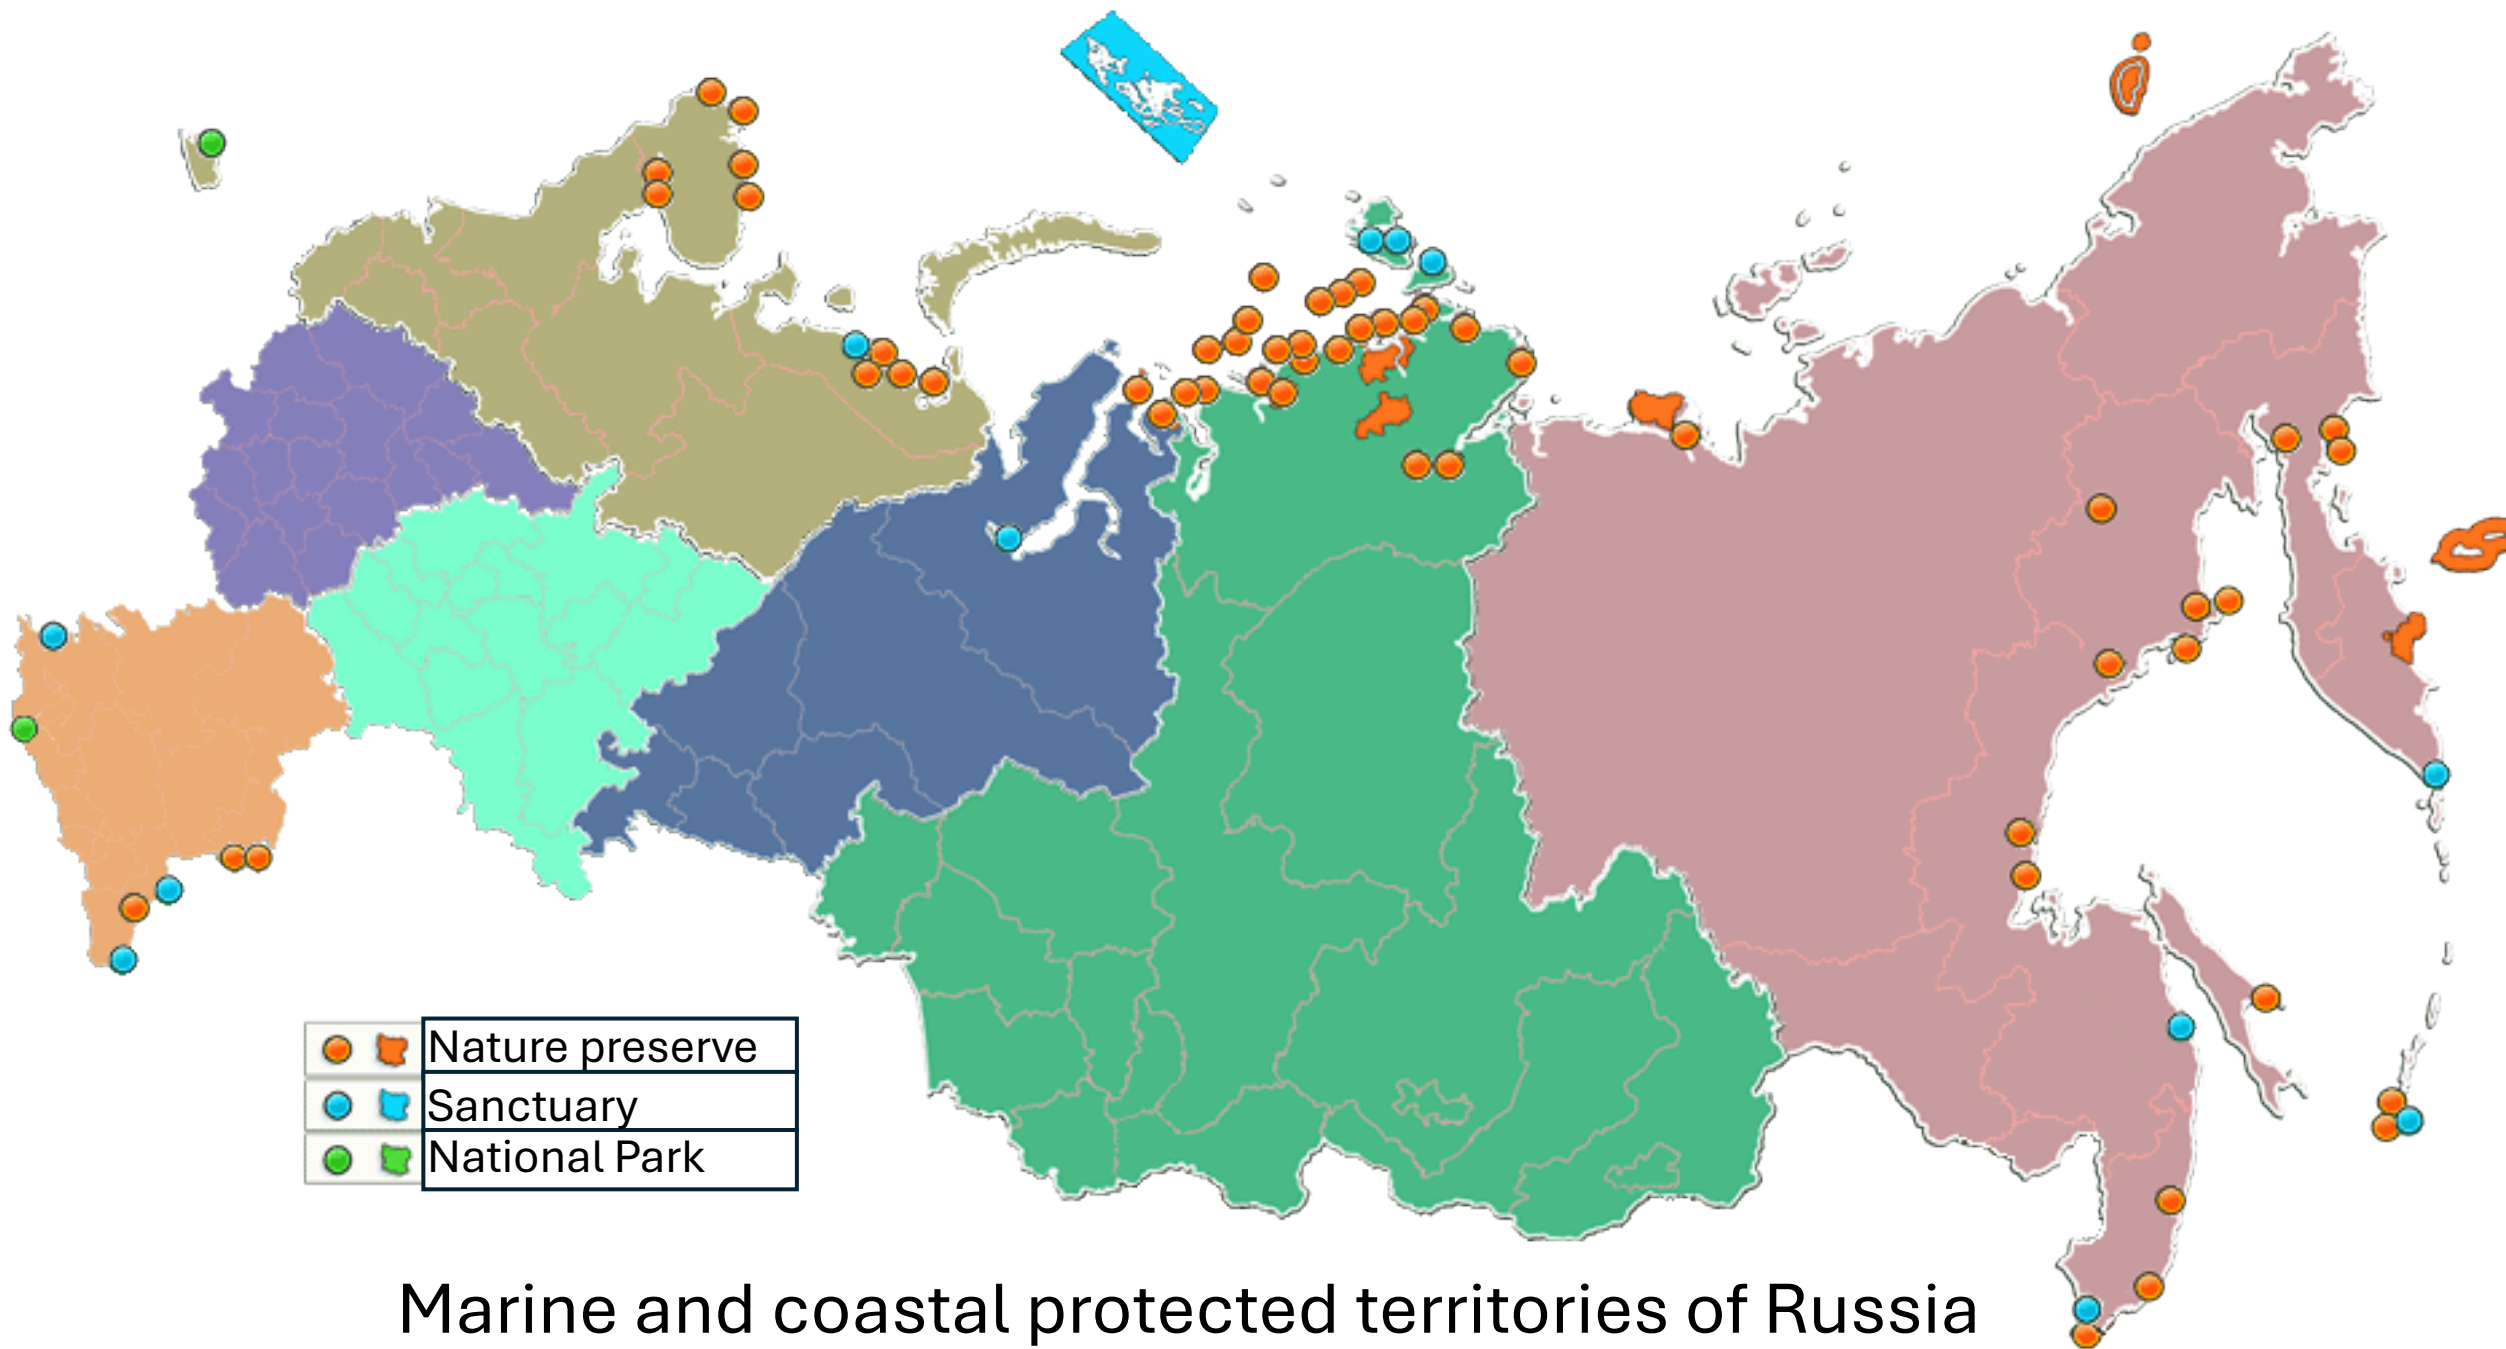 Nature preserve
Sanctuary
National Park
Marine and coastal protected territories of Russia